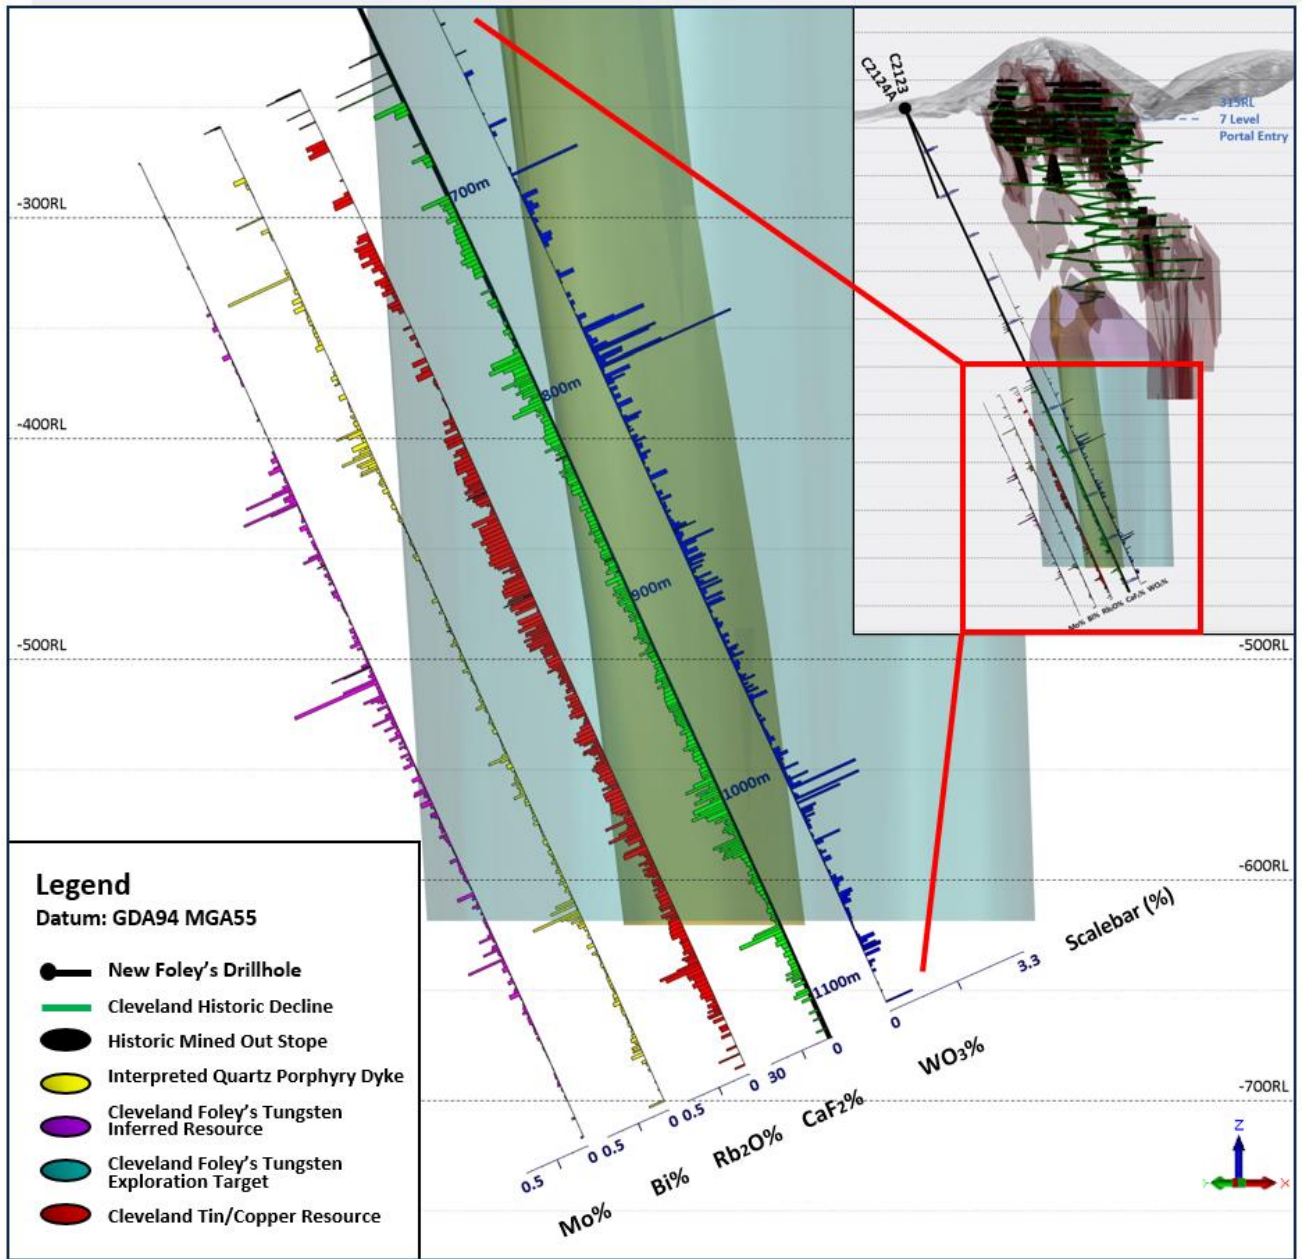 C2123
C2124A
315RL
7 Level
Portal Entry
700m
-300RL
800m
-400RL
900m
Mo% Bi% Rb₂O% CaF₂% WO₃%
-500RL
-500RL
1000m
-600RL
Scalebar (%)
3.3
1100m
0
WO₃%
0
30
CaF₂%
0
0.5
Rb₂O%
0
0.5
Bi%
0
0.5
Mo%
-700RL
Z
X
Legend
Datum: GDA94 MGA55
New Foley's Drillhole
Cleveland Historic Decline
Historic Mined Out Stope
Interpreted Quartz Porphyry Dyke
Cleveland Foley's Tungsten
Inferred Resource
Cleveland Foley's Tungsten
Exploration Target
Cleveland Tin/Copper Resource